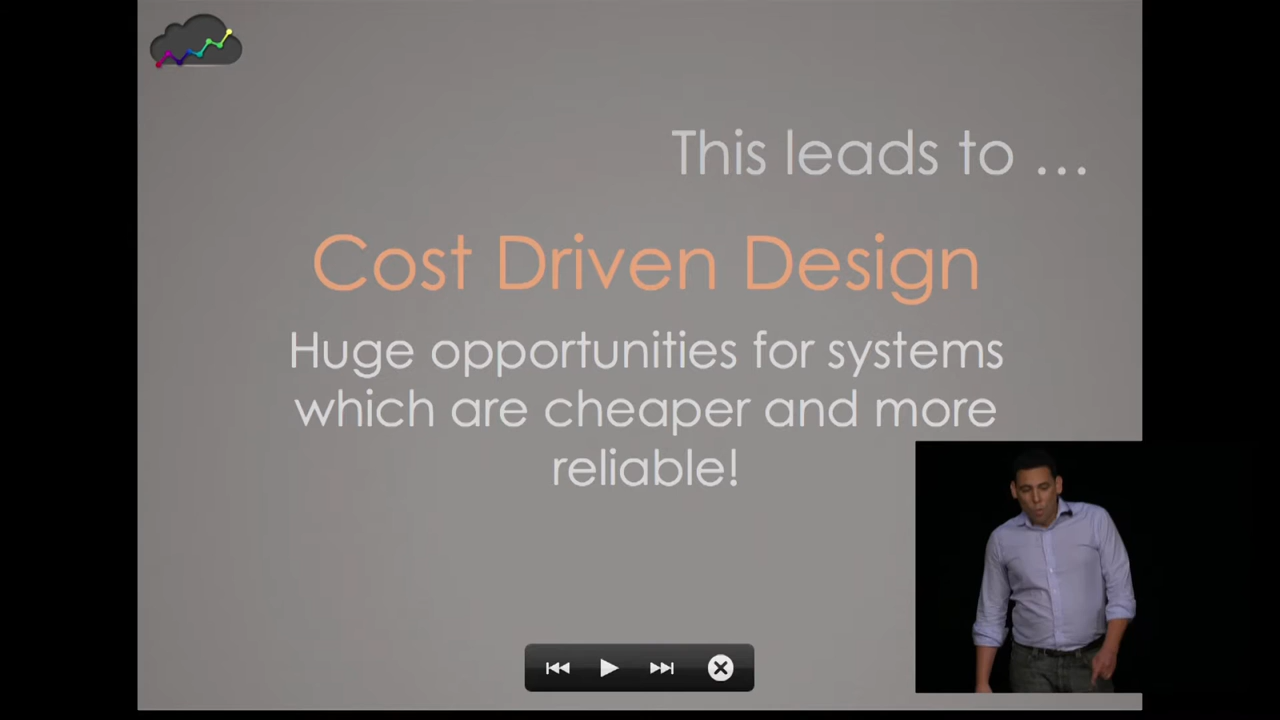 This leads to ...
Cost Driven Design
Huge opportunities for systems
which are cheaper and more
reliable!